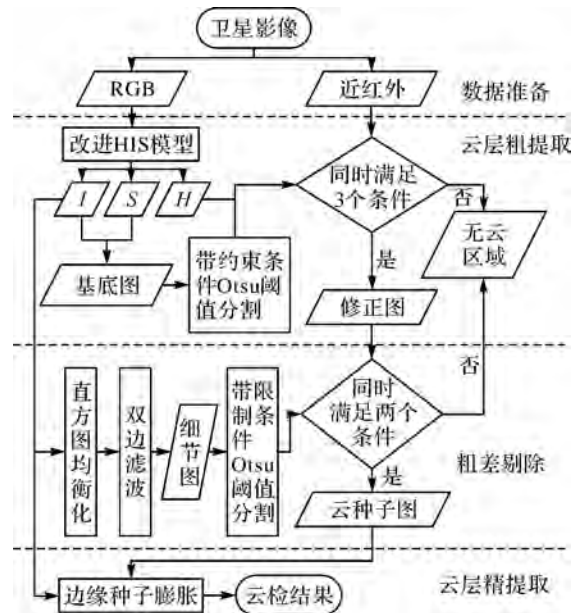 卫星影像
RGB
近红外
数据准备
改进HIS模型
云层粗提取
I
S
H
同时满足
3个条件
否
无云
区域
基底图
带约束条
件Otsu阈
值分割
是
修正图
否
直方图均衡化
双边滤波
细节图
带限
制条
件
Otsu
阈值
分割
同时
满足两个
条件
粗差剔除
是
云种子图
边缘种子膨胀
云检结果
云层精提取